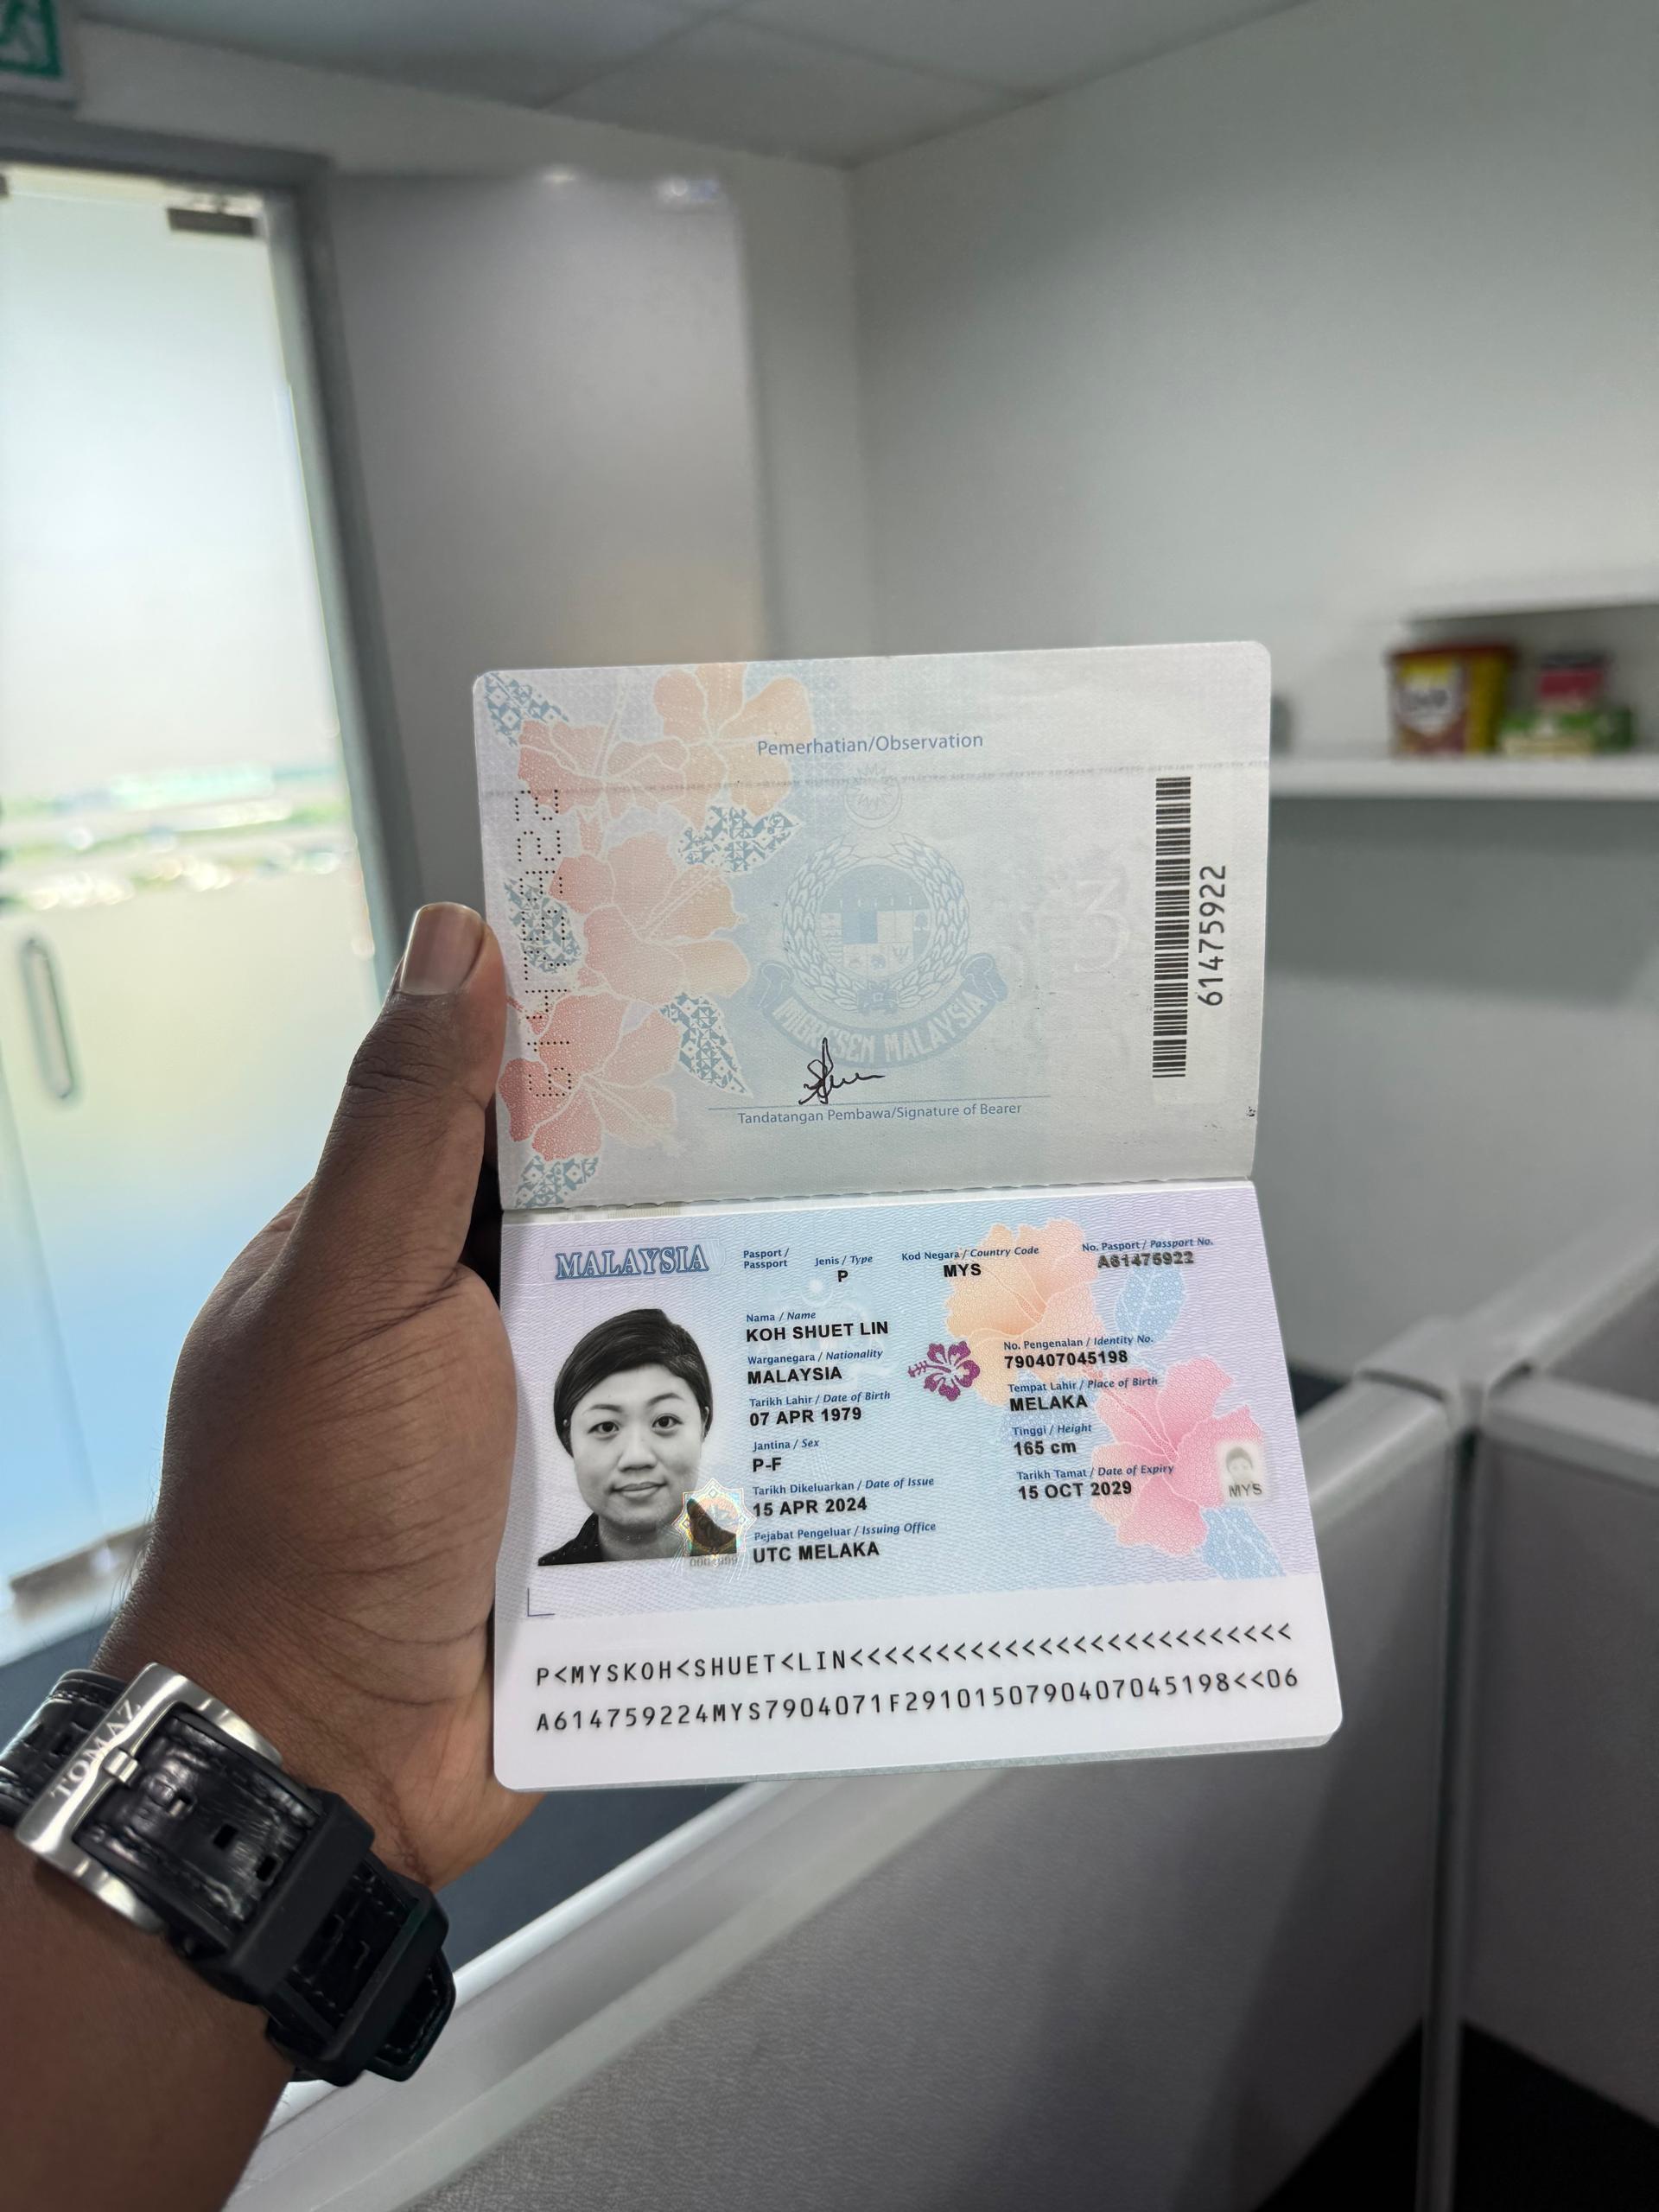 Pemerhatian/Observation
61475922
MALAYSIA
Tandatangan Pembawa/Signature of Bearer
MALAYSIA
Pasport / Passport
Jenis / Type
P
Kod Negara / Country Code
MYS
No. Pasport / Passport No.
A61475922
Nama / Name
KOH SHUET LIN
Warganegara / Nationality
MALAYSIA
No. Pengenalan / Identity No.
790407045198
Tarikh Lahir / Date of Birth
07 APR 1979
Tempat Lahir / Place of Birth
MELAKA
Jantina / Sex
P-F
Tinggi / Height
165 cm
Tarikh Dikeluarkan / Date of Issue
15 APR 2024
Tarikh Tamat / Date of Expiry
15 OCT 2029
MYS
Pejabat Pengeluar / Issuing Office
UTC MELAKA
P<MYSKOH<SHUET<LIN<<<<<<<<<<<<<<<<<<<<<<<<<<
A614759224MYS7904071F2910150790407045198<<06
TOMAZ